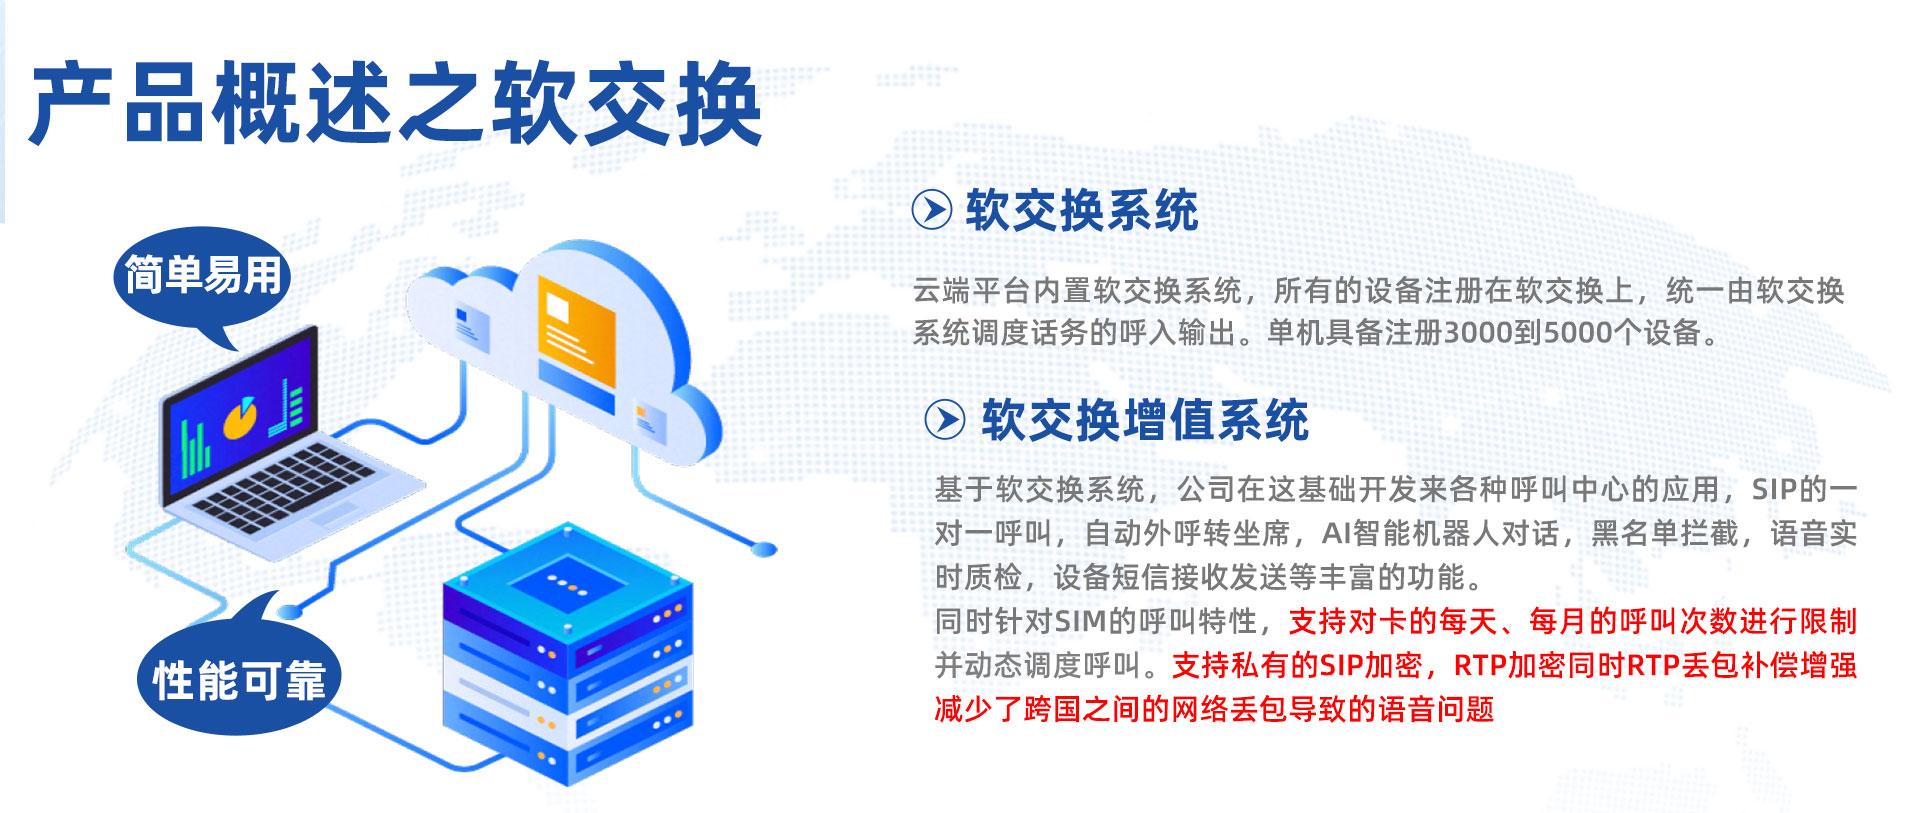 产品概述之软交换
简单易用
性能可靠
软交换系统
云端平台内置软交换系统，所有的设备注册在软交换上，统一由软交换
系统调度话务的呼入输出。单机具备注册3000到5000个设备。
软交换增值系统
基于软交换系统，公司在这基础开发来各种呼叫中心的应用，SIP的一
对一呼叫，自动外呼转坐席，AI智能机器人对话，黑名单拦截，语音实
时质检，设备短信接收发送等丰富的功能。
同时针对SIM的呼叫特性，支持对卡的每天、每月的呼叫次数进行限制
并动态调度呼叫。支持私有的SIP加密，RTP加密同时RTP丢包补偿增强
减少了跨国之间的网络丢包导致的语音问题